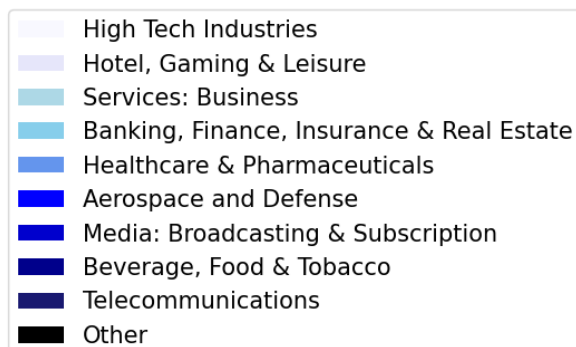 High Tech Industries
Hotel, Gaming & Leisure
Services: Business
Banking, Finance, Insurance & Real Estate
Healthcare & Pharmaceuticals
Aerospace and Defense
Media: Broadcasting & Subscription
Beverage, Food & Tobacco
Telecommunications
Other